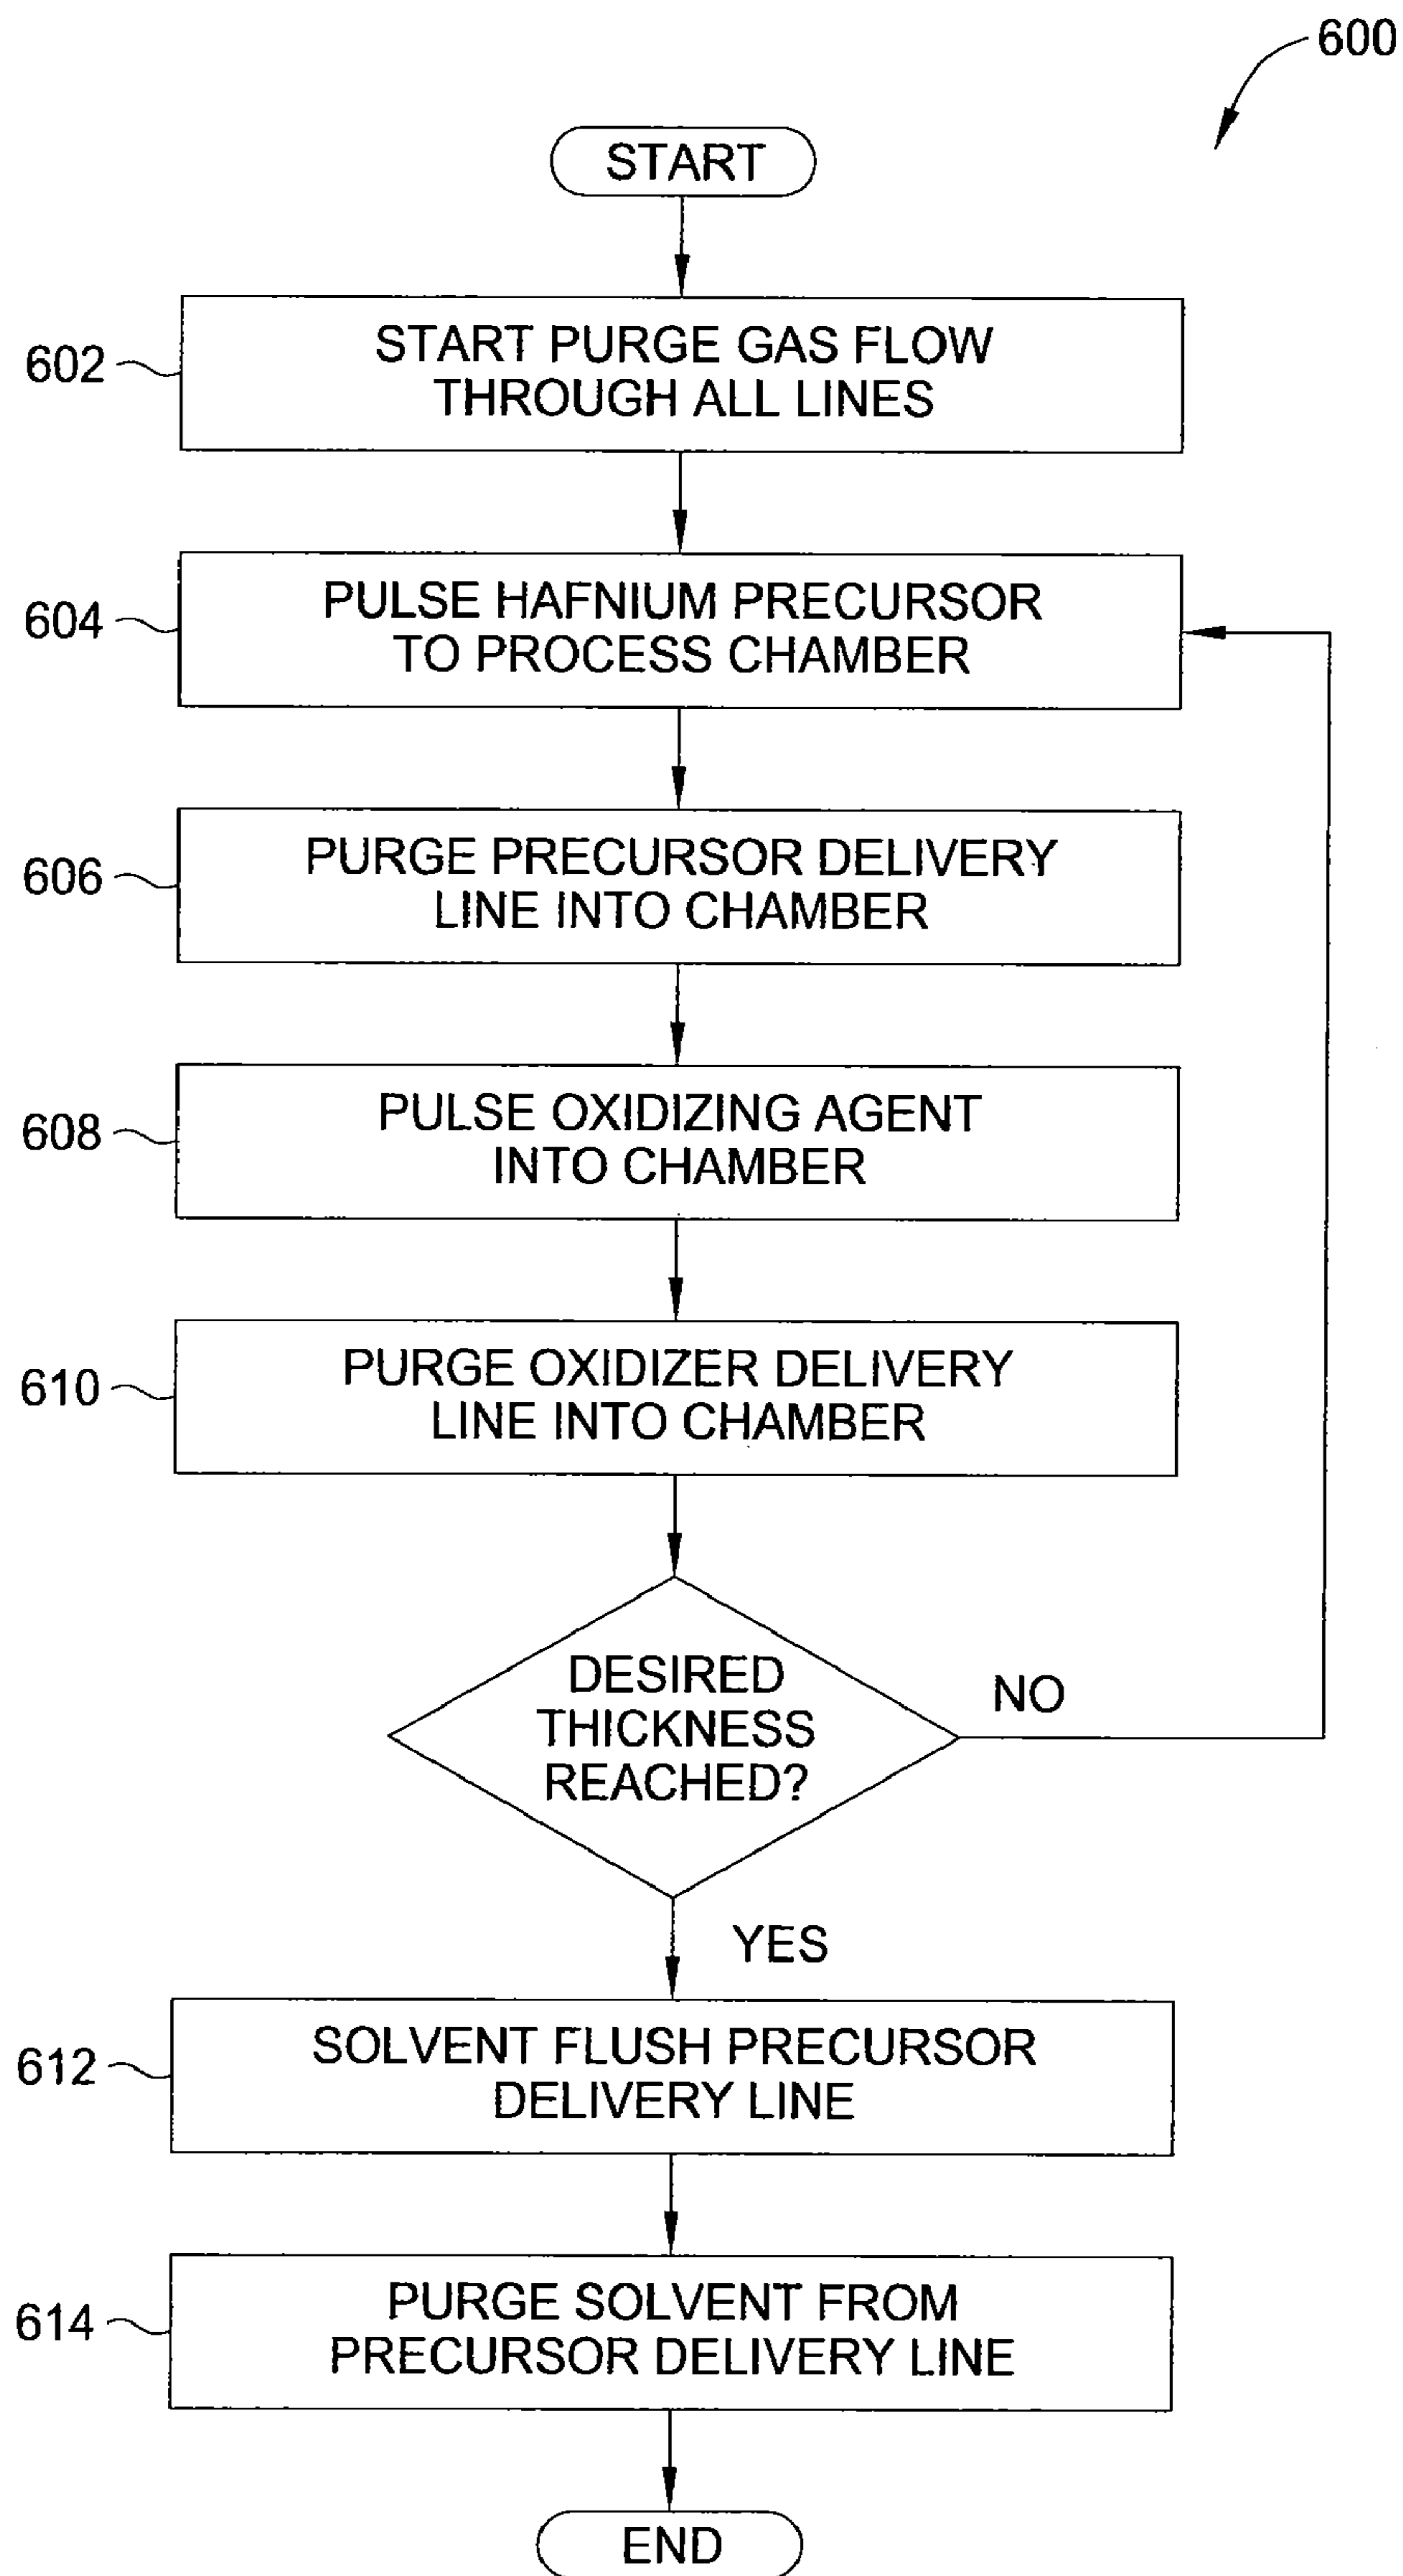 600
START
602
START PURGE GAS FLOW
THROUGH ALL LINES
604
PULSE HAFNIUM PRECURSOR
TO PROCESS CHAMBER
606
PURGE PRECURSOR DELIVERY
LINE INTO CHAMBER
608
PULSE OXIDIZING AGENT
INTO CHAMBER
610
PURGE OXIDIZER DELIVERY
LINE INTO CHAMBER
DESIRED
THICKNESS
REACHED?
NO
YES
612
SOLVENT FLUSH PRECURSOR
DELIVERY LINE
614
PURGE SOLVENT FROM
PRECURSOR DELIVERY LINE
END